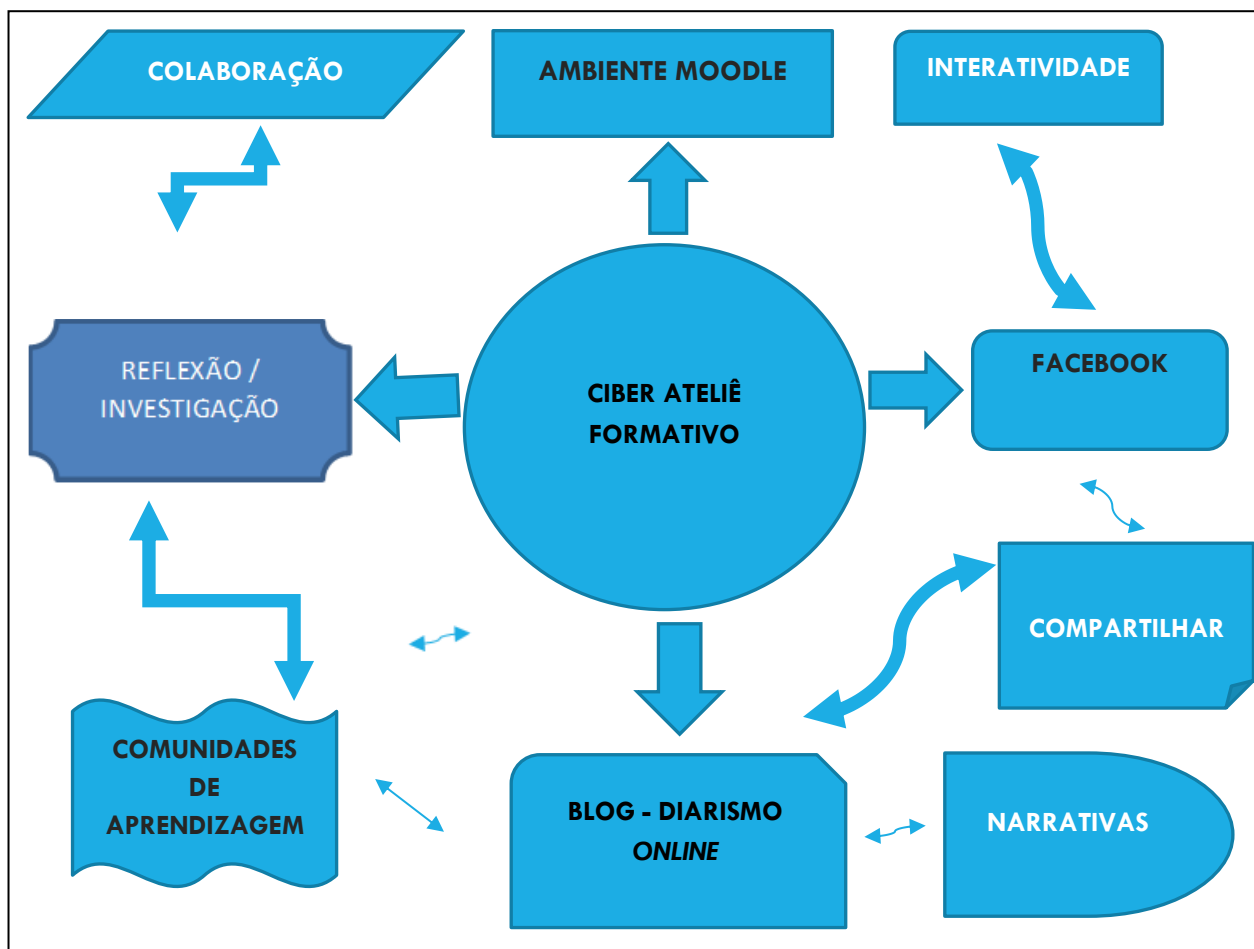 COLABORAÇÃO
AMBIENTE MOODLE
INTERATIVIDADE
REFLEXÃO /
INVESTIGAÇÃO
CIBER ATELIÊ
FORMATIVO
FACEBOOK
COMPARTILHAR
COMUNIDADES
DE
APRENDIZAGEM
BLOG - DIARISMO
ONLINE
NARRATIVAS